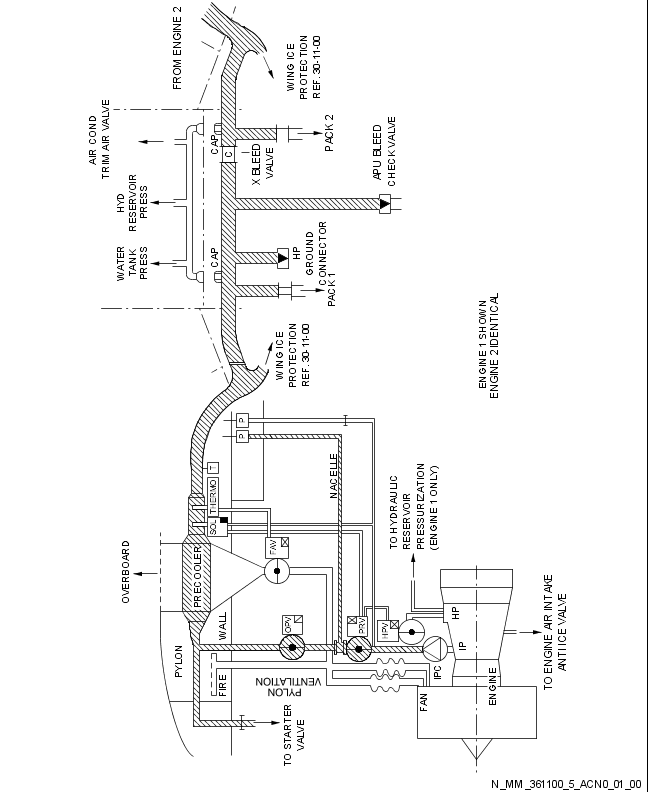 FROM ENGINE 2
WING ICE
PROTECTION
REF. 30-11-00
AIR COND
TRIM AIR VALVE
CAP
C
X BLEED
VALVE
PACK 2
APU BLEED
CHECK VALVE
HYD
RESERVOIR
PRESS
WATER
TANK
PRESS
CAP
HP
GROUND
CONNECTOR
PACK 1
WING ICE
PROTECTION
REF. 30-11-00
ENGINE 1 SHOWN
ENGINE 2 IDENTICAL
P
P
T
THERMO
SOL
NACELLE
TO HYDRAULIC
RESERVOIR
PRESSURIZATION
(ENGINE 1 ONLY)
OVERBOARD
PRECOOLER
FAV
PYLON
WALL
OPV
PRV
HPV
HP
IP
IPC
FIRE
PYLON
VENTILATION
FAN
ENGINE
TO ENGINE AIR INTAKE
ANTI ICE VALVE
TO STARTER
VALVE
N_MM_361100_5_ACN0_01_00